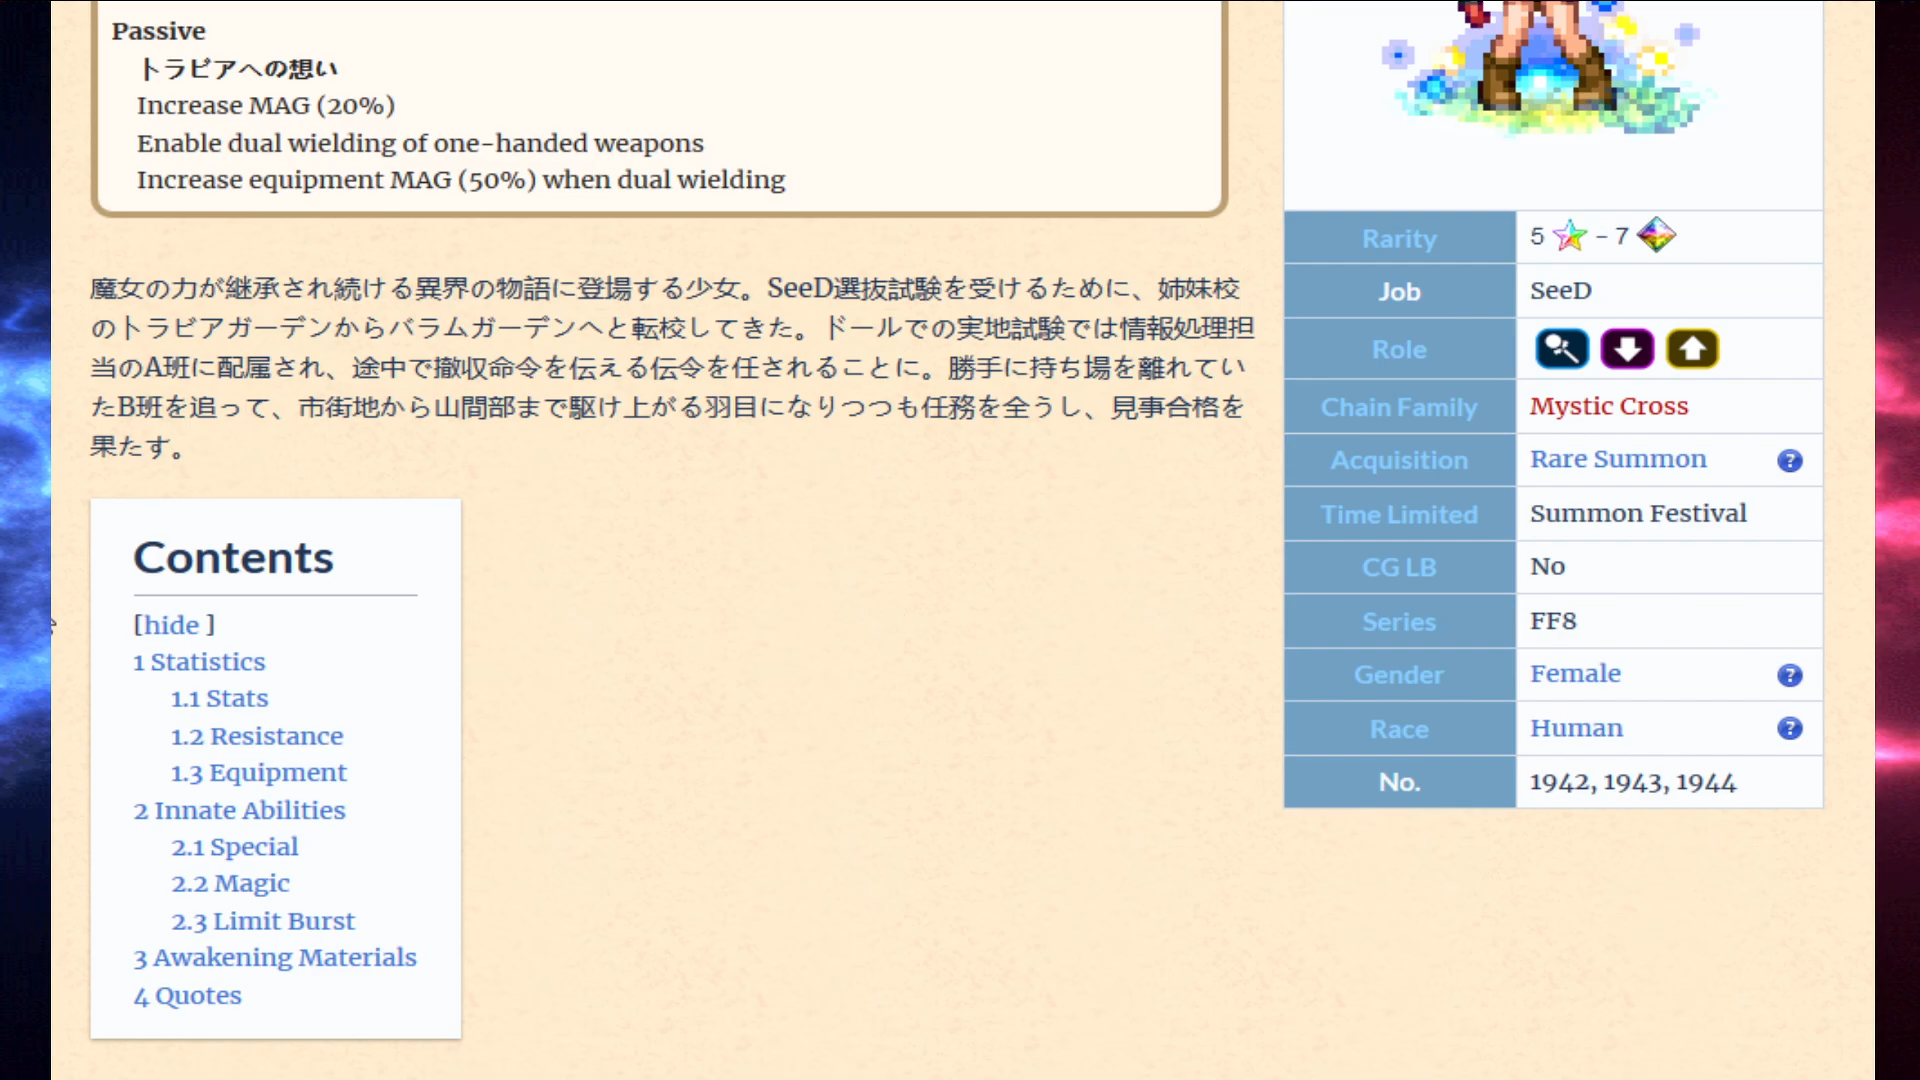 Passive
トラビアへの想い
Increase MAG (20%)
Enable dual wielding of one-handed weapons
Increase equipment MAG (50%) when dual wielding
魔女の力が継承され続ける異界の物語に登場する少女。SeeD選抜試験を受けるために、姉妹校
のトラビアガーデンからバラムガーデンへと転校してきた。ドールでの実地試験では情報処理担
当のA班に配属され、途中で撤収命令を伝える伝令を任されることに。勝手に持ち場を離れてい
たB班を追って、市街地から山間部まで駆け上がる羽目になりつつも任務を全うし、見事合格を
果たす。
Contents
[hide ]
1 Statistics
1.1 Stats
1.2 Resistance
1.3 Equipment
2 Innate Abilities
2.1 Special
2.2 Magic
2.3 Limit Burst
3 Awakening Materials
4 Quotes
Rarity 5 – 7
Job SeeD
Role
Chain Family Mystic Cross
Acquisition Rare Summon ?
Time Limited Summon Festival
CG LB No
Series FF8
Gender Female ?
Race Human ?
No. 1942, 1943, 1944